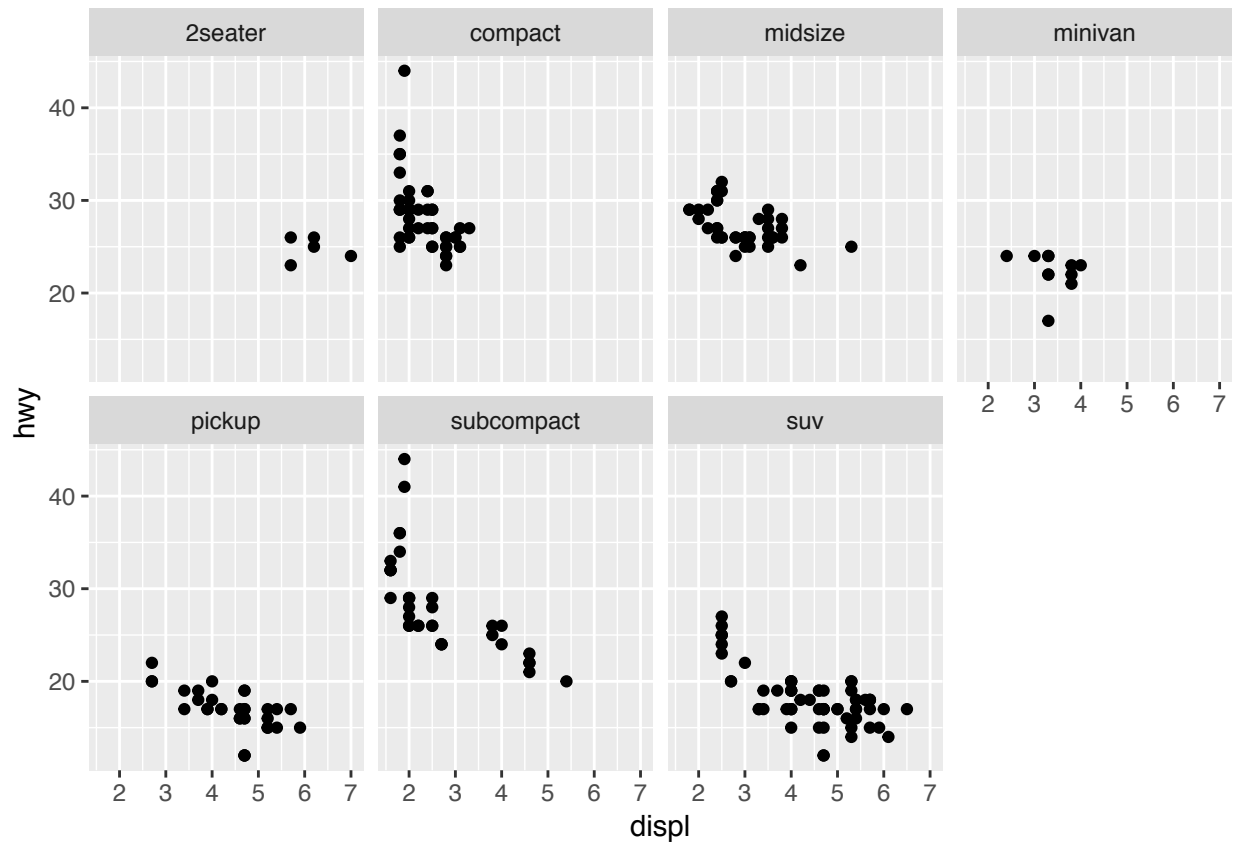 2seater compact midsize minivan
40
30
20
2 3 4 5 6 7
hwy
pickup subcompact suv
40
30
20
2 3 4 5 6 7 2 3 4 5 6 7 2 3 4 5 6 7
displ